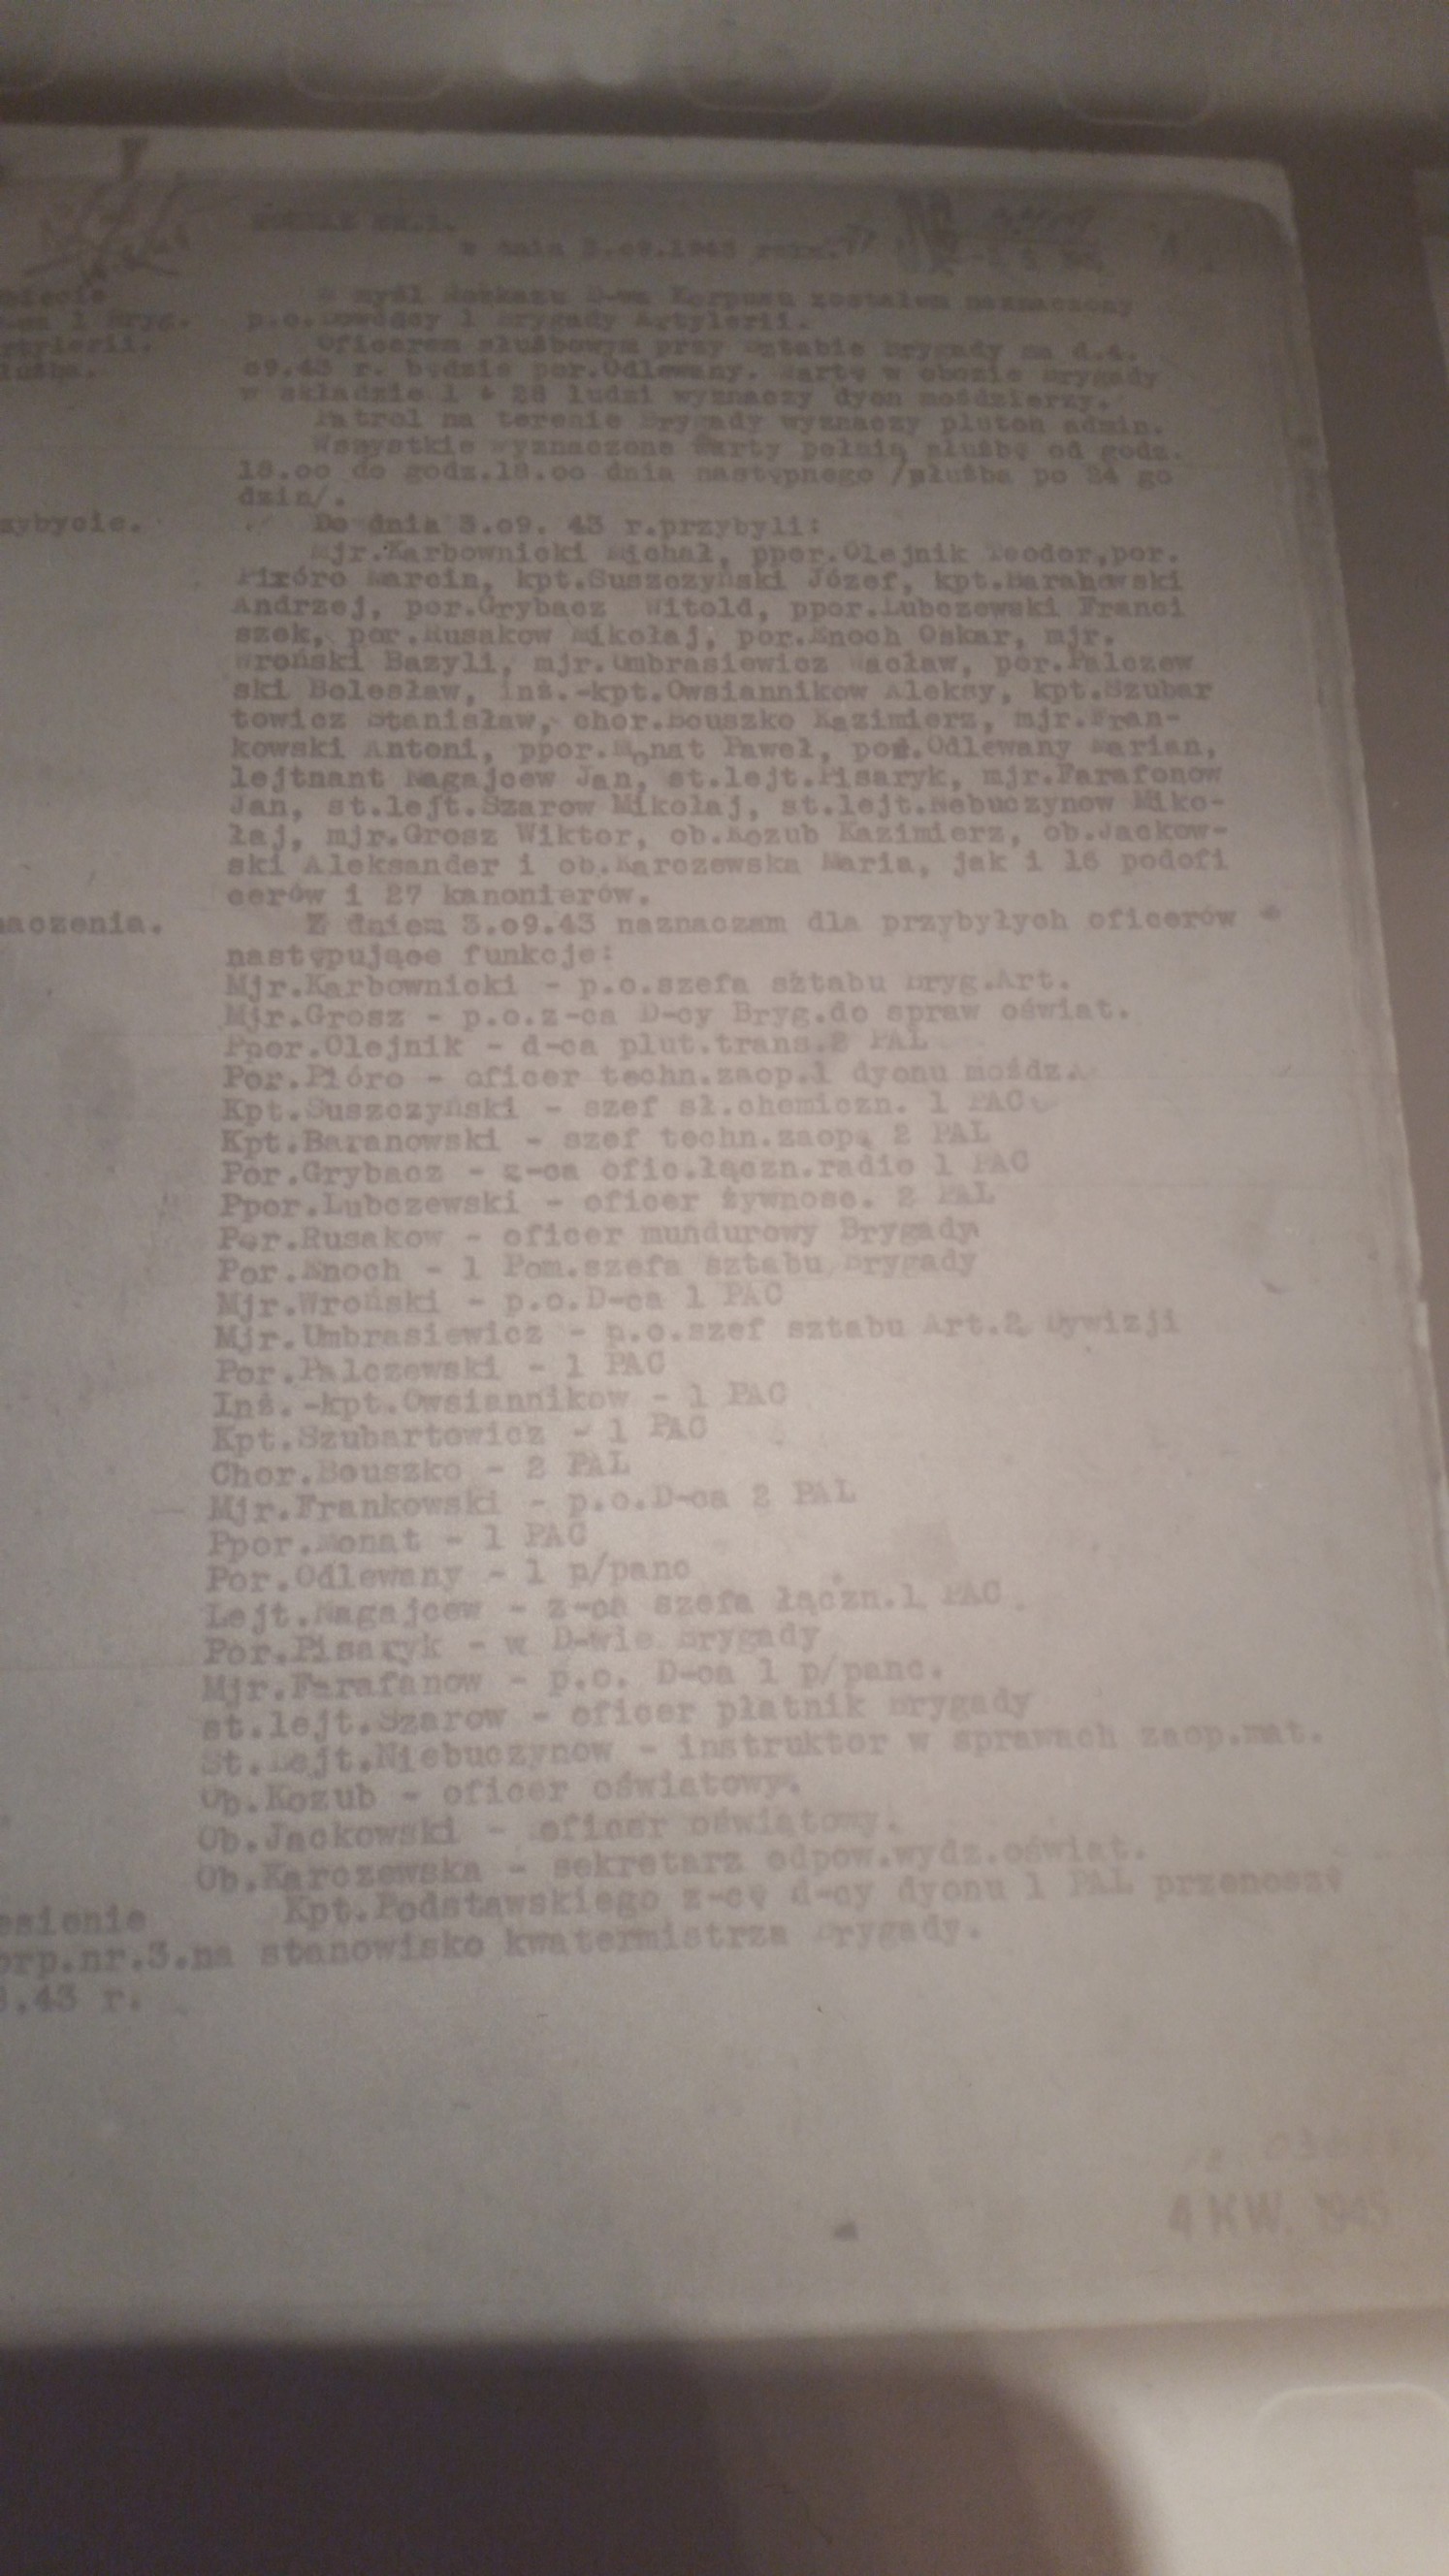 z dnia 3.09.1943
W myśl Rozkazu D-wa Korpusu zostałem naznaczony
1 Bryg. p.o.Dowódcy 1 Brygady Artylerii.
Oficerem służbowym przy sztabie Brygady na d.4.
09.43 r. będzie por.Odlewany. Wartę w obozie Brygady
w składzie 1 + 28 ludzi wyznaczy dyon moździerzy.
Patrol na terenie Brygady wyznaczy pluton admin.
Wszystkie wyznaczone Warty pełnią służbę od godz.
18.oo do godz.18.oo dnia następnego /służba po 24 go
dzin/.
zybycie. Do dnia 3.o9. 43 r.przybyli:
Mjr.Karbownicki Michał, ppor.Olejnik Teodor,por.
Pióro Marcin, kpt.Suszczyński Józef, kpt.Baranowski
Andrzej, por.Grybacz Witold, ppor.Lubczewski Franci
szek, por.Rusakow Mikołaj, por.Knoch Oskar, mjr.
Wroński Bazyli, mjr.Umbrasiewicz Wacław, por.Palczew
ski Bolesław, inż.-kpt.Owsiannikow Aleksy, kpt.Szubar
towicz Stanisław, chor.Bouszko Kazimierz, mjr.Fran-
kowski Antoni, ppor.Monat Paweł, por.Odlewany Marian,
lejtnant Nagajcew Jan, st.lejt.Pisaryk, mjr.Farafonow
Jan, st.lejt.Szarow Mikołaj, st.lejt.Nebuczynow Miko-
łaj, mjr.Grosz Wiktor, ob.Kozub Kazimierz, ob.Jackow-
ski Aleksander i ob.Karczewska Maria, jak i 16 podofi
cerów i 27 kanonierów.
naczenia. Z dniem 3.o9.43 naznaczam dla przybyłych oficerów
następujące funkcje:
Mjr.Karbownicki - p.o.szefa sztabu Bryg.Art.
Mjr.Grosz - p.o.z-ca D-cy Bryg.do spraw oświat.
Ppor.Olejnik - d-ca plut.trans.2 PAL
Por.Pióro - oficer techn.zaop.1 dyonu moźdz.
Kpt.Suszczyński - szef sł.chemiczn. 1 PAC
Kpt.Baranowski - szef techn.zaop. 2 PAL
Por.Grybacz - z-ca ofic.łączn.radio 1 PAC
Ppor.Lubczewski - oficer żywnosc. 2 PAL
Por.Rusakow - oficer mundurowy Brygady
Por.Knoch - 1 Pom.szefa sztabu Brygady
Mjr.Wroński - p.o.D-ca 1 PAC
Mjr.Umbrasiewicz - p.o.szef sztabu Art.2 Dywizji
Por.Palczewski - 1 PAC
Inż.-kpt.Owsiannikow - 1 PAC
Kpt.Szubartowicz - 1 PAC
Chor.Bouszko - 2 PAL
Mjr.Frankowski - p.o.D-ca 2 PAL
Ppor.Monat - 1 PAC
Por.Odlewany - 1 p/panc
Lejt.Nagajcew - z-ca szefa łączn.1 PAC
Por.Pisaryk - w D-wie Brygady
Mjr.Farafanow - p.o. D-ca 1 p/panc.
st.lejt.Szarow - oficer płatnik Brygady
St.Lejt.Niebuczynow - instruktor w sprawach zaop.mat.
Ob.Kozub - oficer oświatowy.
Ob.Jackowski - oficer oświatowy.
Ob.Karczewska - sekretarz odpow.wydz.oświat.
esienie Kpt.Podstawskiego z-cę d-cy dyonu 1 PAL przenoszę
orp.nr.3.na stanowisko kwatermistrza Brygady.
.43 r.